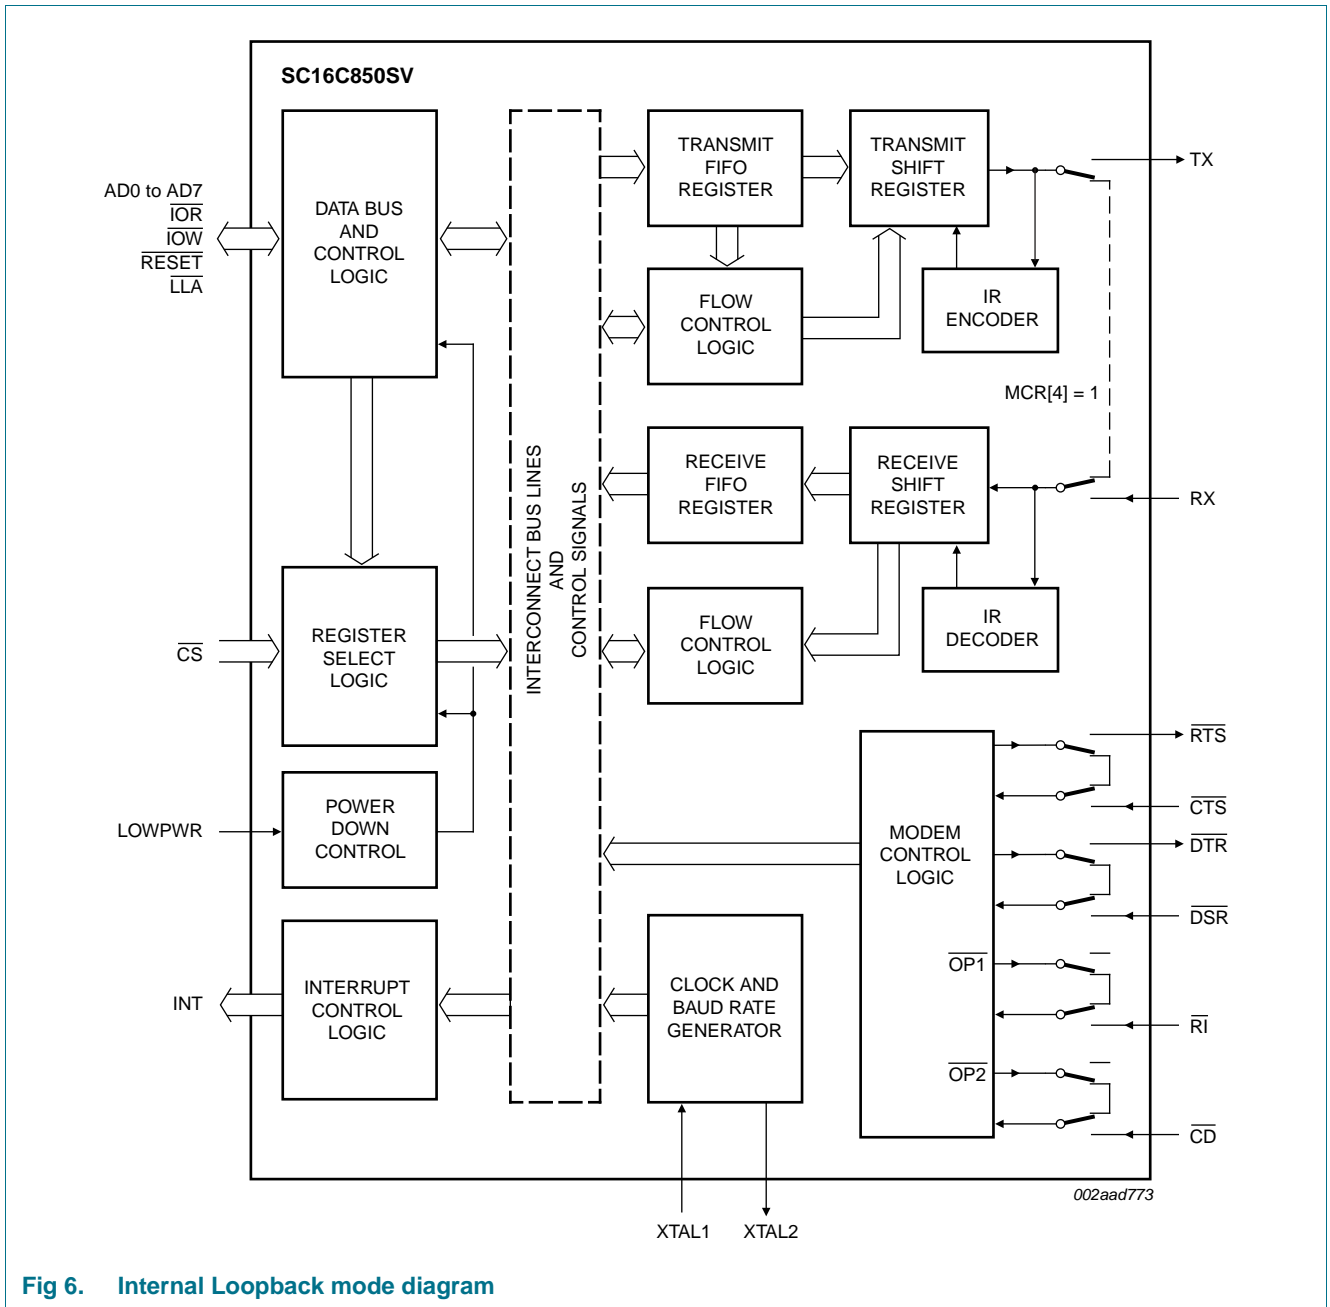 SC16C850SV
AD0 to AD7
IOR
IOW
RESET
LLA
DATA BUS
AND
CONTROL
LOGIC
TRANSMIT
FIFO
REGISTER
TRANSMIT
SHIFT
REGISTER
TX
FLOW
CONTROL
LOGIC
IR
ENCODER
MCR[4] = 1
INTERCONNECT BUS LINES
AND
CONTROL SIGNALS
RECEIVE
FIFO
REGISTER
RECEIVE
SHIFT
REGISTER
RX
CS
REGISTER
SELECT
LOGIC
FLOW
CONTROL
LOGIC
IR
DECODER
LOWPWR
POWER
DOWN
CONTROL
MODEM
CONTROL
LOGIC
RTS
CTS
DTR
DSR
OP1
RI
OP2
CD
INT
INTERRUPT
CONTROL
LOGIC
CLOCK AND
BAUD RATE
GENERATOR
XTAL1
XTAL2
002aad773
Fig 6. Internal Loopback mode diagram